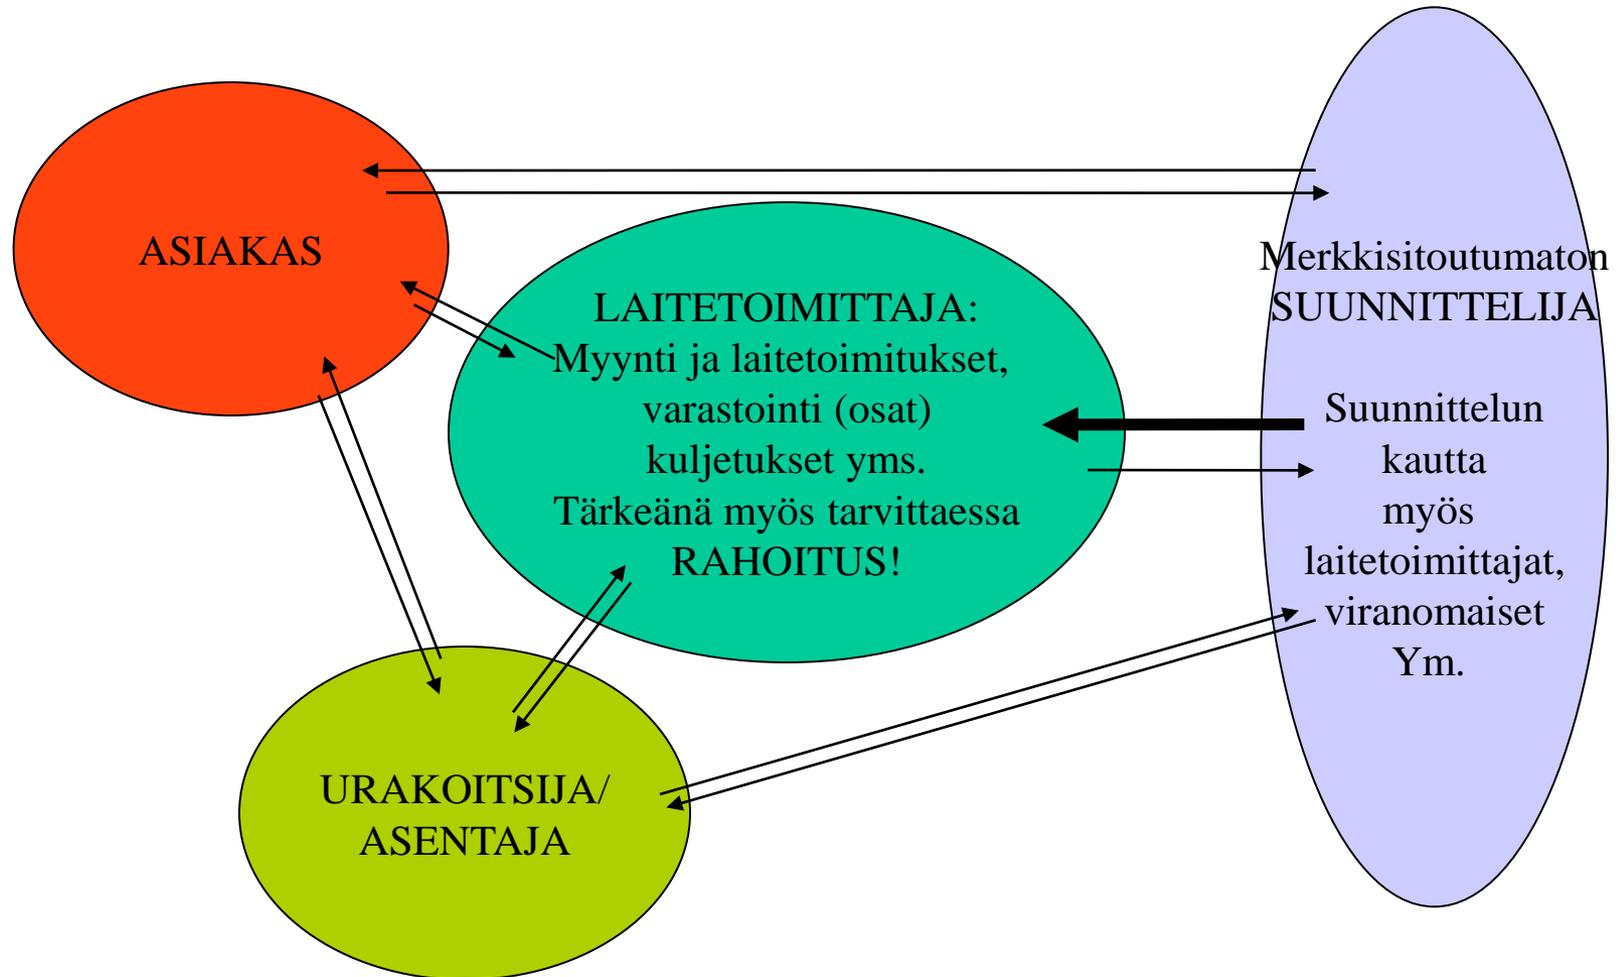 ASIAKAS
LAITETOIMITTAJA:
Myynti ja laitetoimitukset,
varastointi (osat)
kuljetukset yms.
Tärkeänä myös tarvittaessa
RAHOITUS!
Merkkisitoutumaton
SUUNNITTELIJA
Suunnittelun
kautta
myös
laitetoimittajat,
viranomaiset
Ym.
URAKOITSIJA/
ASENTAJA